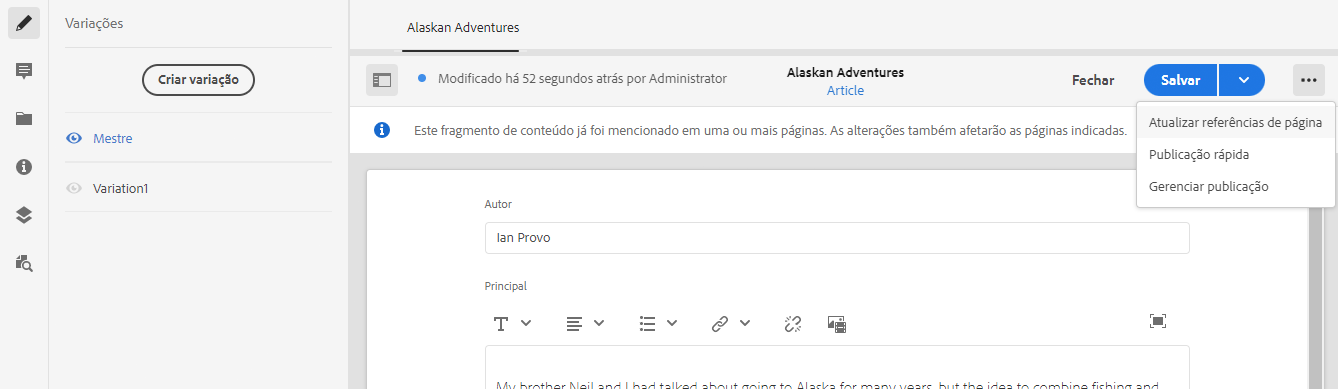 Variações
Criar variação
Mestre
Variation1
Alaskan Adventures
Modificado há 52 segundos atrás por Administrator
Alaskan Adventures
Article
Fechar
Salvar
Este fragmento de conteúdo já foi mencionado em uma ou mais páginas. As alterações também afetarão as páginas indicadas.
Atualizar referências de página
Publicação rápida
Gerenciar publicação
Autor
Ian Provo
Principal
T
My brother Neil and I had talked about going to Alaska for many years, but the idea to combine fishing and